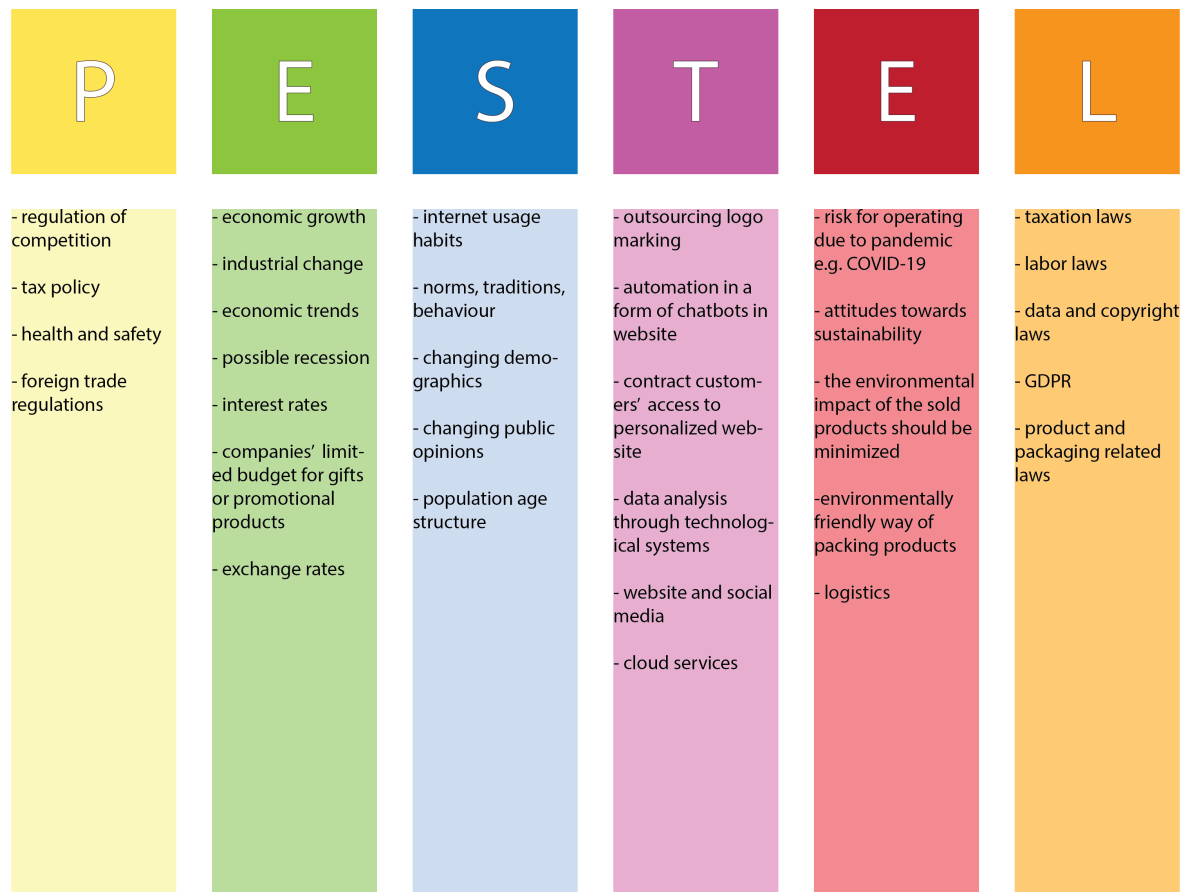 P
E
S
T
E
L
- regulation of
competition
- tax policy
- health and safety
- foreign trade
regulations
- economic growth
- industrial change
- economic trends
- possible recession
- interest rates
- companies’ limit-
ed budget for gifts
or promotional
products
- exchange rates
- internet usage
habits
- norms, traditions,
behaviour
- changing demo-
graphics
- changing public
opinions
- population age
structure
- outsourcing logo
marking
- automation in a
form of chatbots in
website
- contract custom-
ers’ access to
personalized web-
site
- data analysis
through technolog-
ical systems
- website and social
media
- cloud services
- risk for operating
due to pandemic
e.g. COVID-19
- attitudes towards
sustainability
- the environmental
impact of the sold
products should be
minimized
-environmentally
friendly way of
packing products
- logistics
- taxation laws
- labor laws
- data and copyright
laws
- GDPR
- product and
packaging related
laws